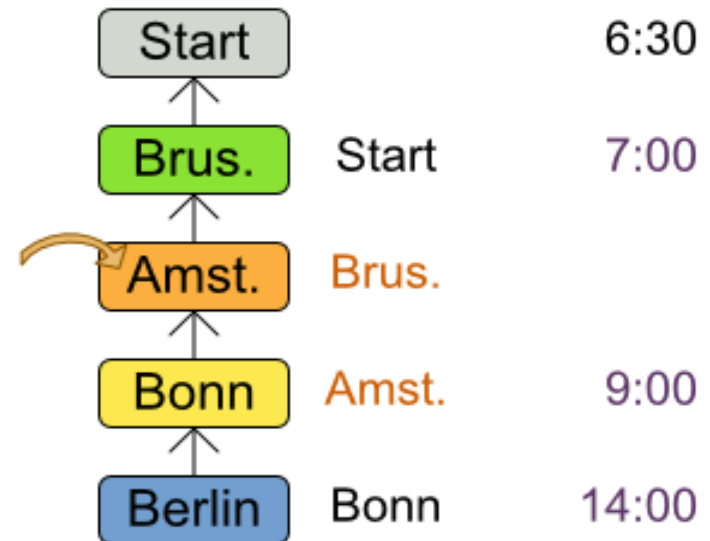 Start 6:30
Brus. Start 7:00
Amst. Brus.
Bonn Amst. 9:00
Berlin Bonn 14:00